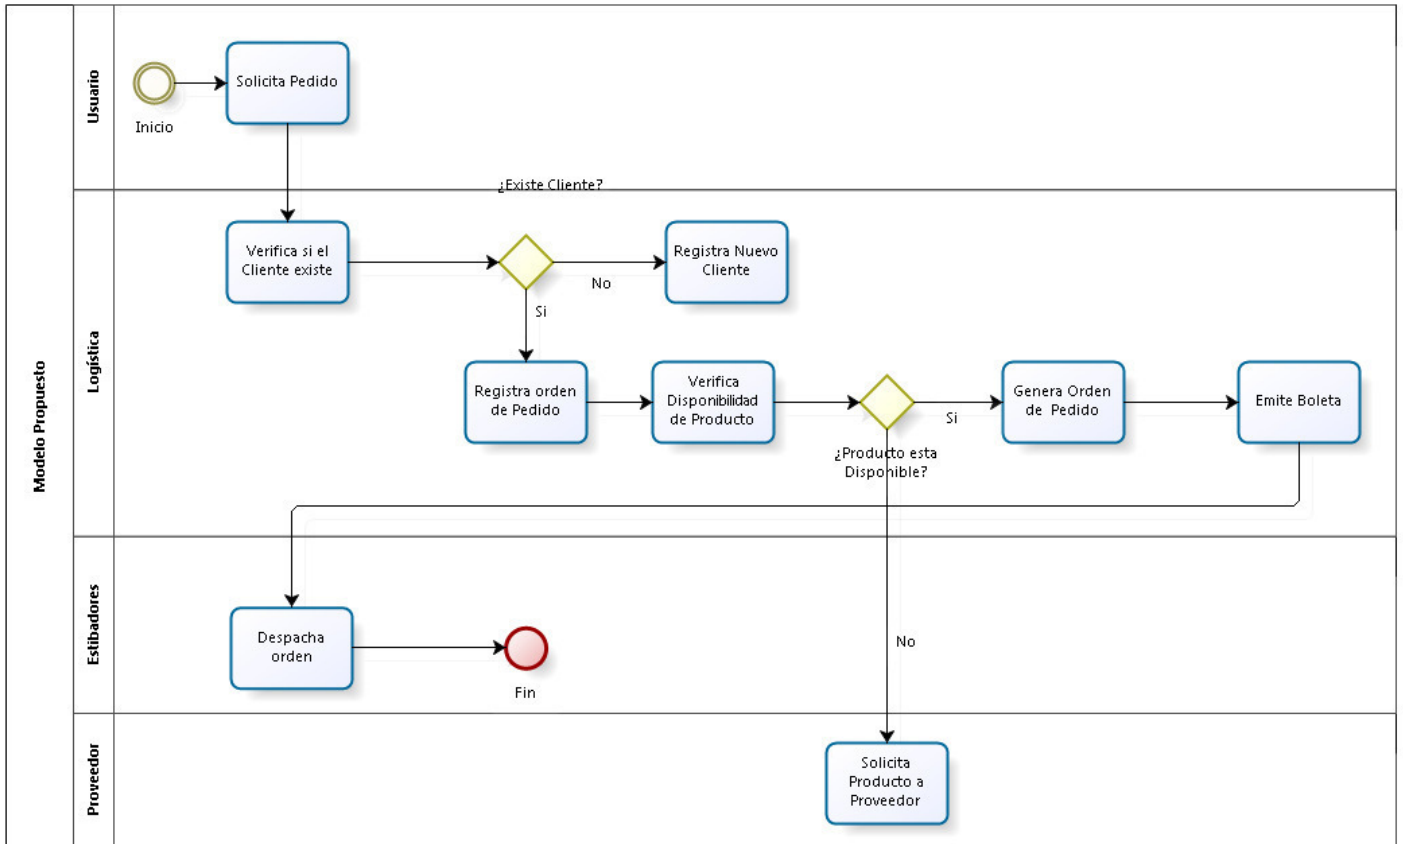 Modelo Propuesto
Usuario
Inicio
Solicita Pedido
Logística
¿Existe Cliente?
Verifica si el
Cliente existe
No
Registra Nuevo
Cliente
Si
Registra orden
de Pedido
Verifica
Disponibilidad
de Producto
¿Producto esta
Disponible?
Si
Genera Orden
de Pedido
Emite Boleta
Estibadores
Despacha
orden
Fin
No
Proveedor
Solicita
Producto a
Proveedor